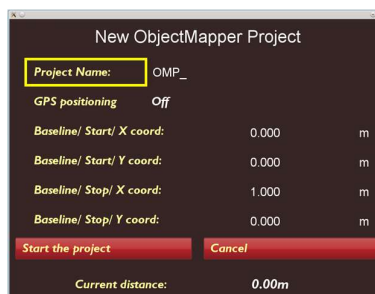 New ObjectMapper Project
Project Name: OMP_
GPS positioning Off
Baseline/ Start/ X coord: 0.000 m
Baseline/ Start/ Y coord: 0.000 m
Baseline/ Stop/ X coord: 1.000 m
Baseline/ Stop/ Y coord: 0.000 m
Start the project Cancel
Current distance: 0.00m